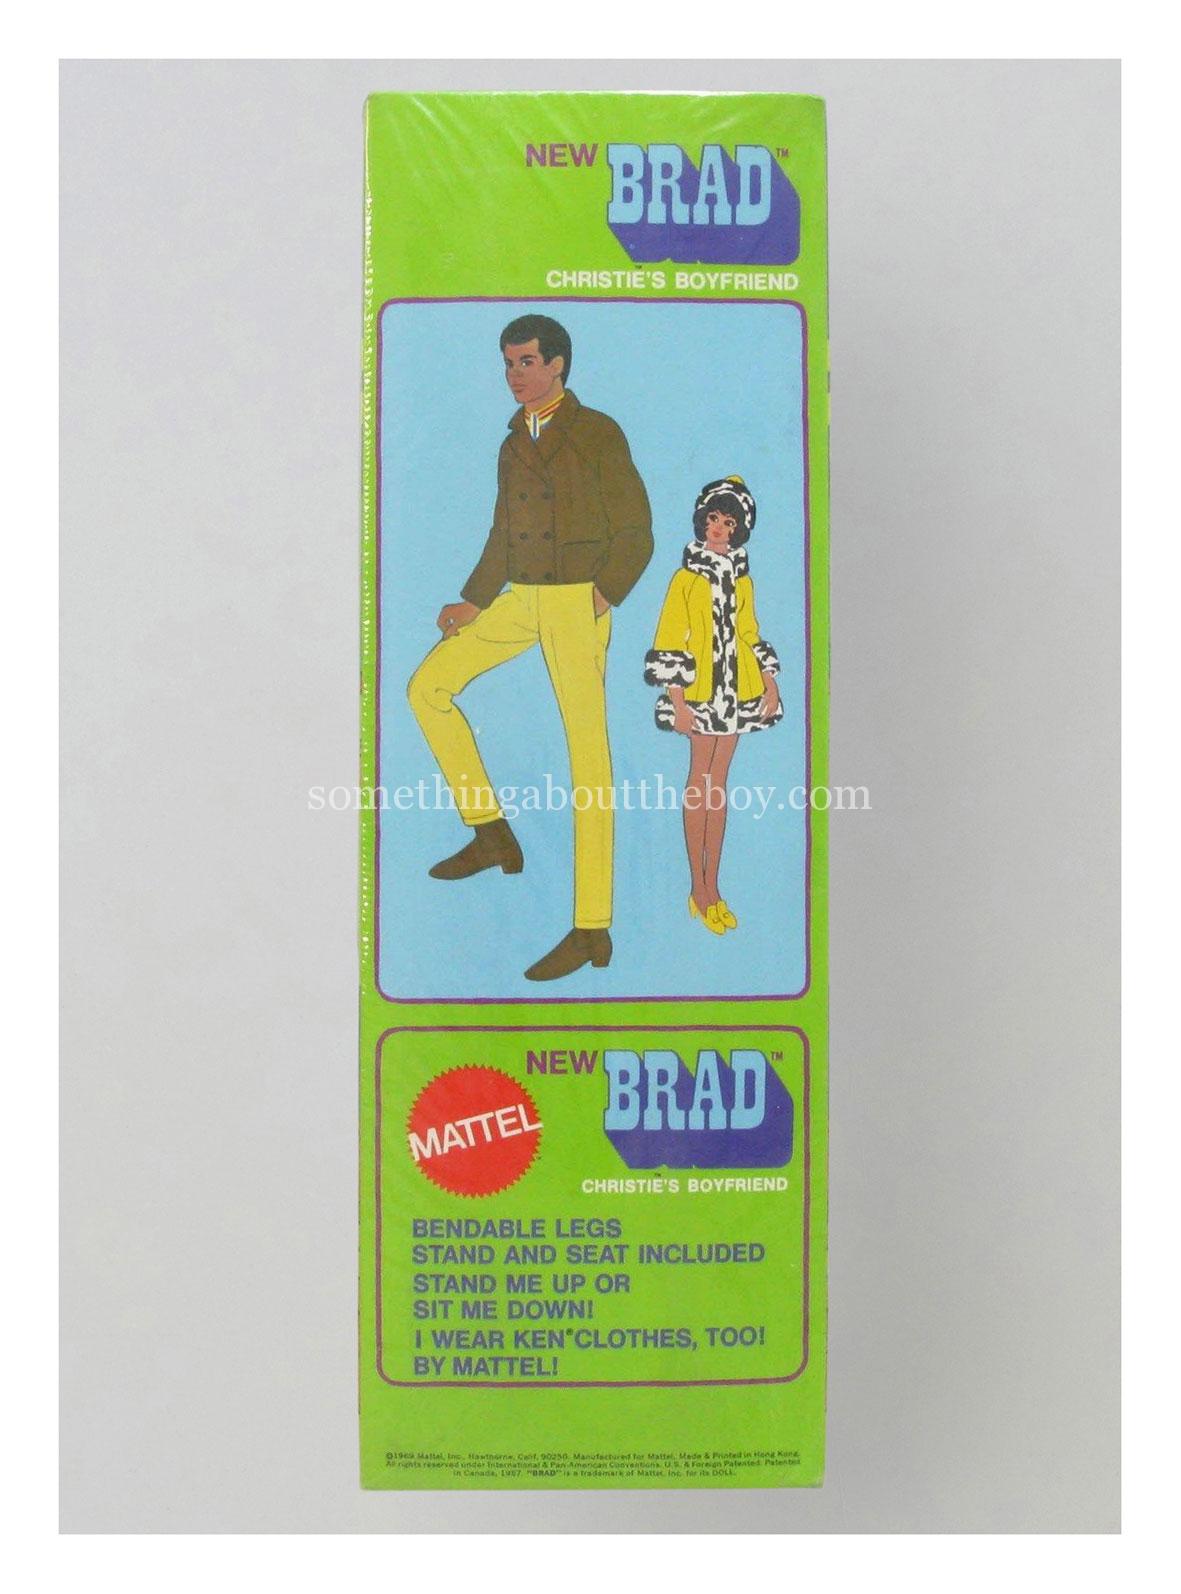 NEW BRAD™
CHRISTIE™'S BOYFRIEND
somethingabouttheboy.com
NEW BRAD™
MATTEL
CHRISTIE™'S BOYFRIEND
BENDABLE LEGS
STAND AND SEAT INCLUDED
STAND ME UP OR
SIT ME DOWN!
I WEAR KEN® CLOTHES, TOO!
BY MATTEL!
©1969 Mattel, Inc., Hawthorne, Calif. 90250. Manufactured for Mattel. Made & Printed in Hong Kong.
All rights reserved under International & Pan-American Conventions. U.S. & Foreign Patented. Patented
in Canada, 1967. "BRAD" is a trademark of Mattel, Inc. for its DOLL.